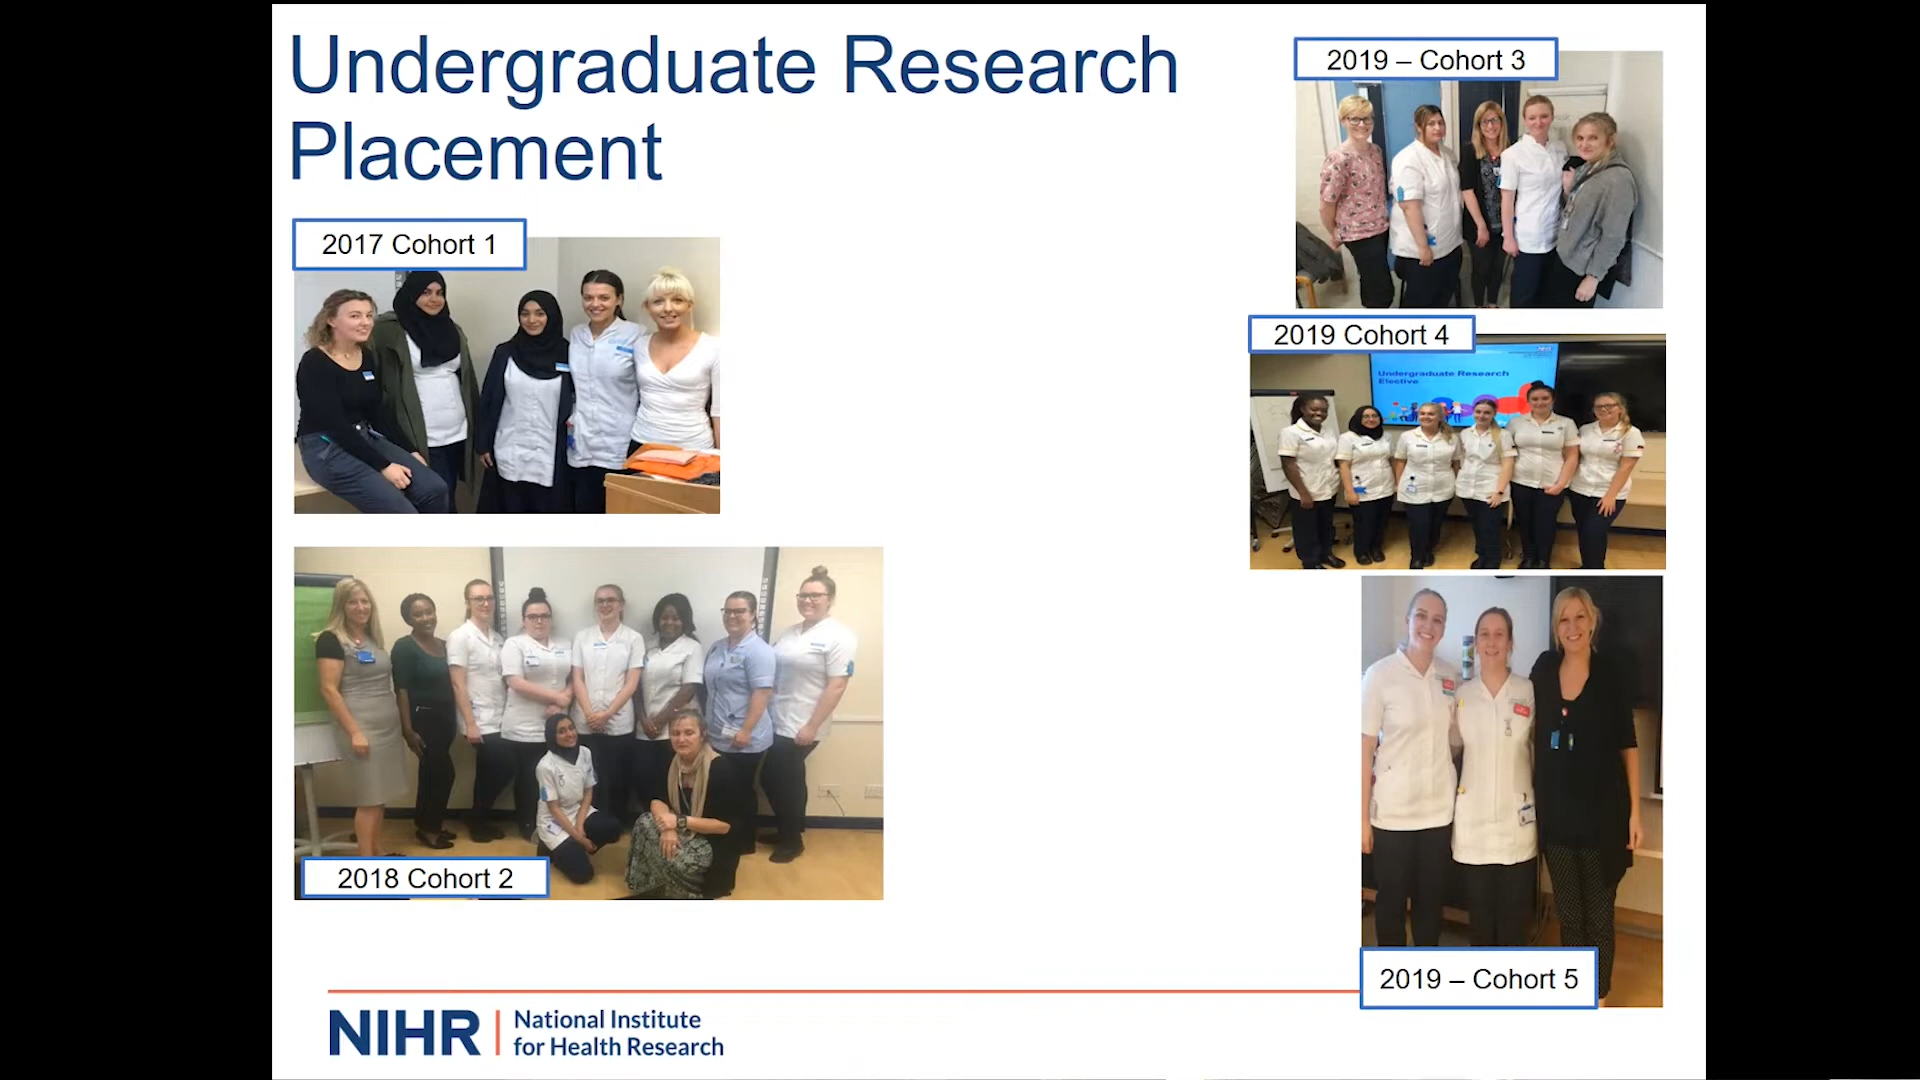 Undergraduate Research
Placement
2017 Cohort 1
2018 Cohort 2
2019 – Cohort 3
2019 Cohort 4
Undergraduate Research
Elective
2019 – Cohort 5
NIHR
National Institute
for Health Research